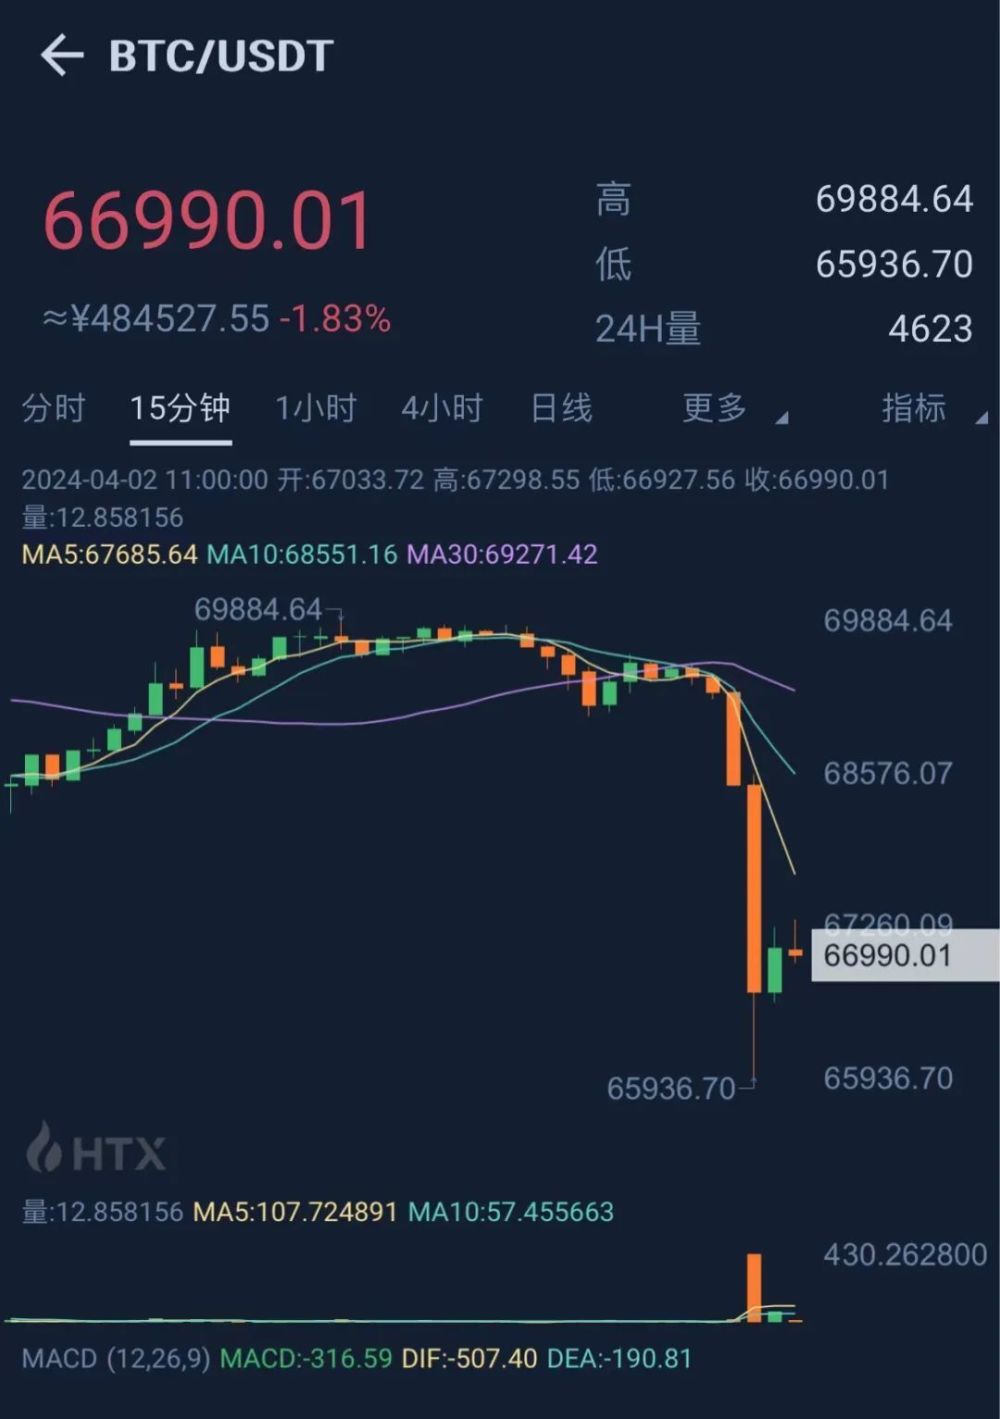 BTC/USDT
66990.01
高 69884.64
低 65936.70
≈¥484527.55 -1.83%
24H量 4623
分时 15分钟 1小时 4小时 日线 更多 指标
2024-04-02 11:00:00 开:67033.72 高:67298.55 低:66927.56 收:66990.01
量:12.858156
MA5:67685.64 MA10:68551.16 MA30:69271.42
69884.64
69884.64
68576.07
67260.09
66990.01
65936.70
65936.70
HTX
量:12.858156 MA5:107.724891 MA10:57.455663
430.262800
MACD (12,26,9) MACD:-316.59 DIF:-507.40 DEA:-190.81